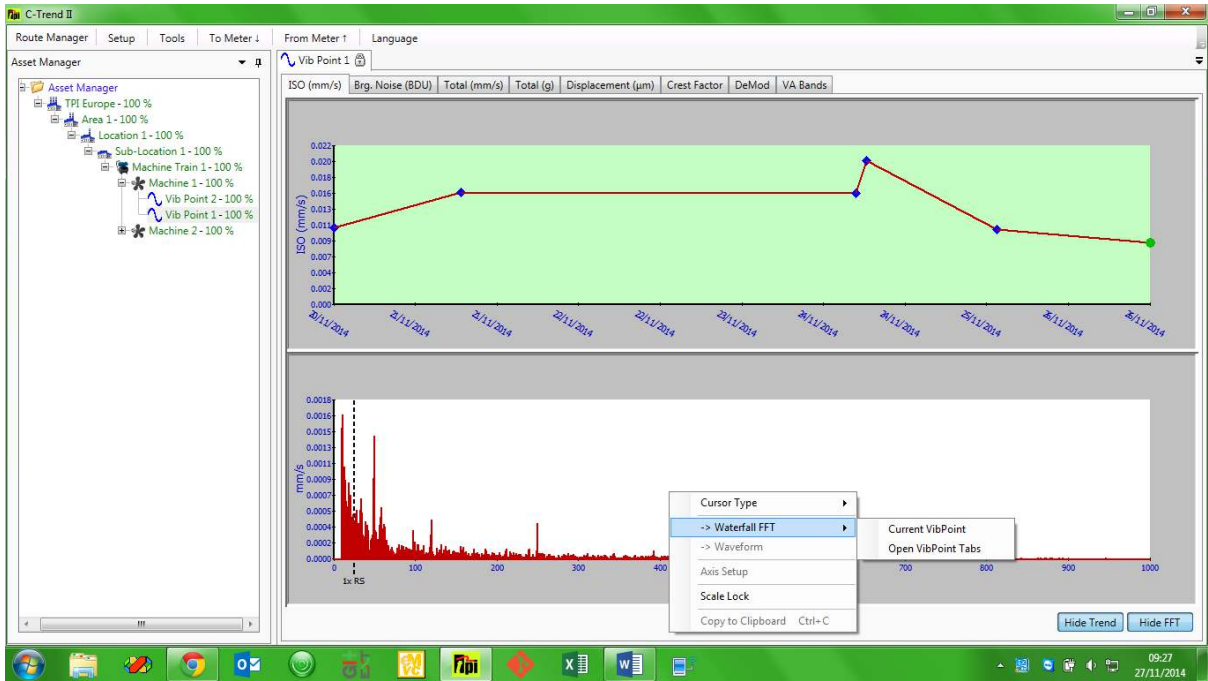 Tipi C-Trend II
Route Manager Setup Tools To Meter ↓ From Meter ↑ Language
Asset Manager
Vib Point 1
ISO (mm/s) Brg. Noise (BDU) Total (mm/s) Total (g) Displacement (µm) Crest Factor DeMod VA Bands
Asset Manager
TPI Europe - 100 %
Area 1 - 100 %
Location 1 - 100 %
Sub-Location 1 - 100 %
Machine Train 1 - 100 %
Machine 1 - 100 %
Vib Point 2 - 100 %
Vib Point 1 - 100 %
Machine 2 - 100 %
ISO (mm/s)
0.022
0.020
0.018
0.016
0.013
0.011
0.009
0.007
0.004
0.002
0.000
20/11/2014 21/11/2014 21/11/2014 22/11/2014 22/11/2014 23/11/2014 24/11/2014 24/11/2014 25/11/2014 26/11/2014 26/11/2014
mm/s
0.0018
0.0016
0.0015
0.0013
0.0011
0.0009
0.0007
0.0005
0.0004
0.0002
0.0000
0 100 200 300 400 700 800 900 1000
1x RS
Cursor Type
-> Waterfall FFT
-> Waveform
Axis Setup
Scale Lock
Copy to Clipboard Ctrl+C
Current VibPoint
Open VibPoint Tabs
Hide Trend Hide FFT
09:27
27/11/2014